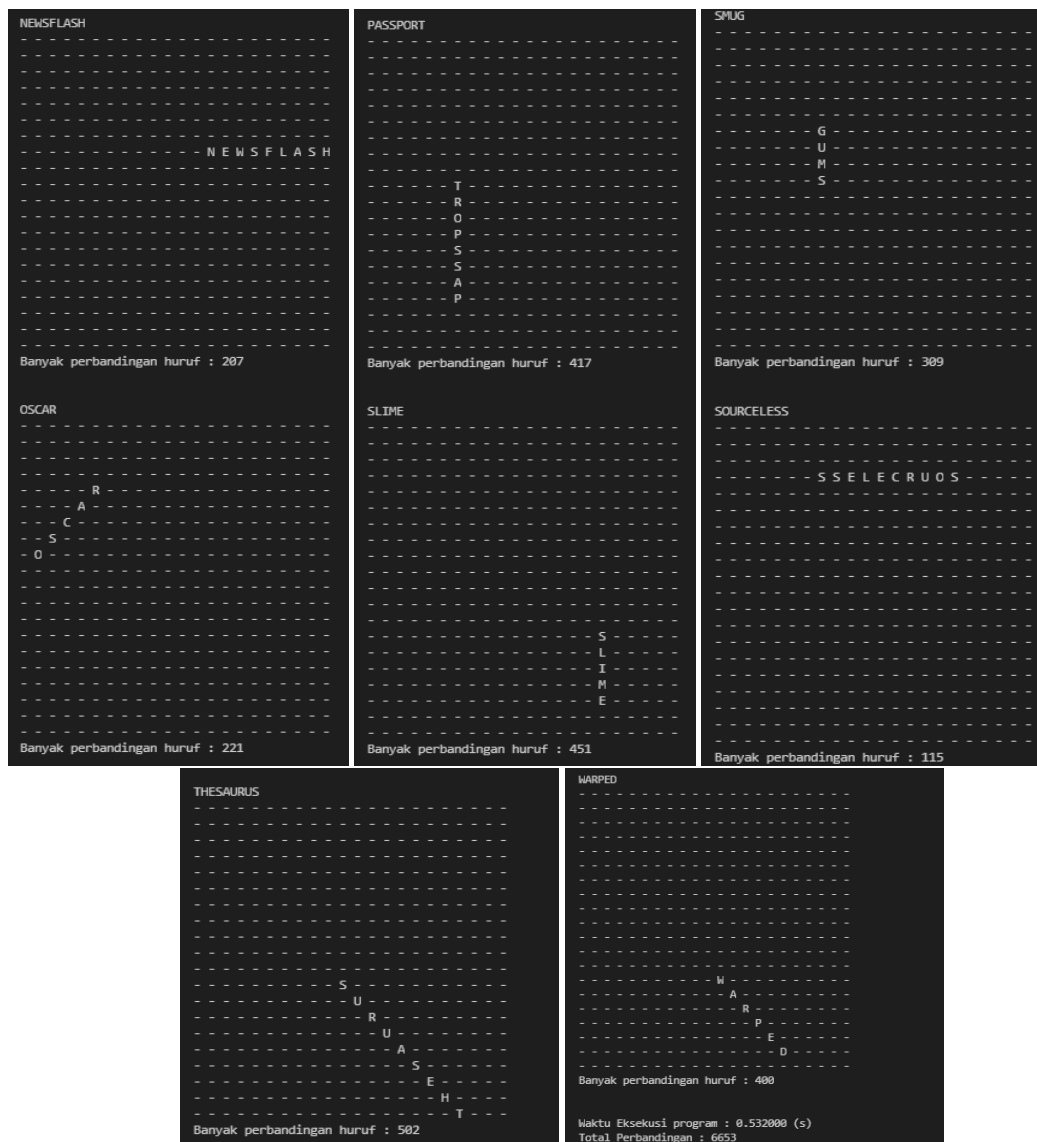 NEWSFLASH
N E W S F L A S H
Banyak perbandingan huruf : 207
PASSPORT
T
R
O
P
S
S
A
P
Banyak perbandingan huruf : 417
SMUG
G
U
M
S
Banyak perbandingan huruf : 309
OSCAR
R
A
C
S
O
Banyak perbandingan huruf : 221
SLIME
S
L
I
M
E
Banyak perbandingan huruf : 451
SOURCELESS
S S E L E C R U O S
Banyak perbandingan huruf : 115
THESAURUS
S
U
R
U
A
S
E
H
T
Banyak perbandingan huruf : 502
WARPED
W
A
R
P
E
D
Banyak perbandingan huruf : 400
Waktu Eksekusi program : 0.532000 (s)
Total Perbandingan : 6653